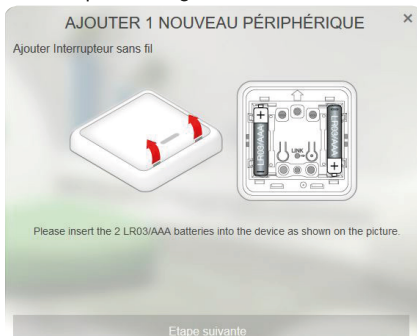 AJOUTER 1 NOUVEAU PÉRIPHÉRIQUE ×
Ajouter Interrupteur sans fil
+
LR03/AAA
LINK
LR03/AAA
+
Please insert the 2 LR03/AAA batteries into the device as shown on the picture.
Etape suivante